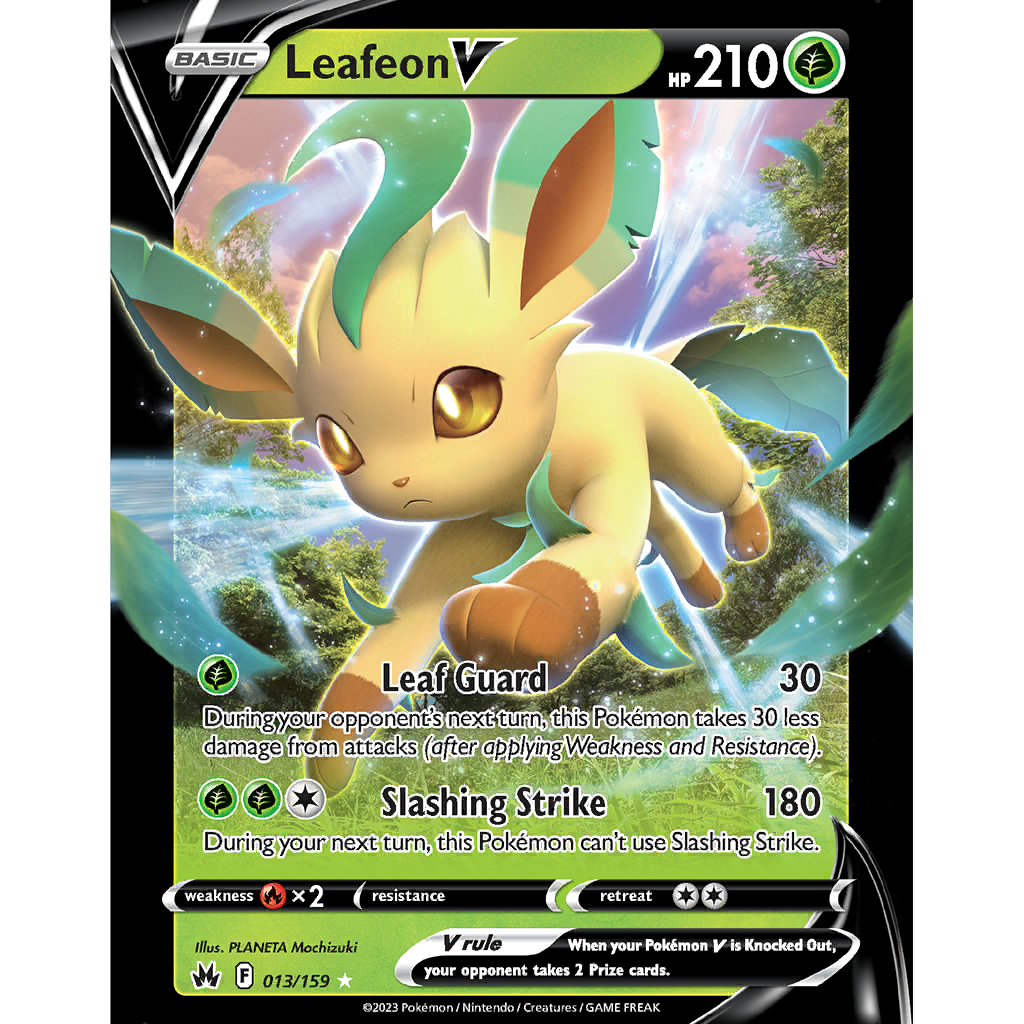 BASIC Leafeon V HP 210
Leaf Guard 30
During your opponent's next turn, this Pokémon takes 30 less
damage from attacks (after applying Weakness and Resistance).
Slashing Strike 180
During your next turn, this Pokémon can't use Slashing Strike.
weakness ×2 resistance retreat
Illus. PLANETA Mochizuki
V rule When your Pokémon V is Knocked Out,
your opponent takes 2 Prize cards.
F 013/159
©2023 Pokémon / Nintendo / Creatures / GAME FREAK